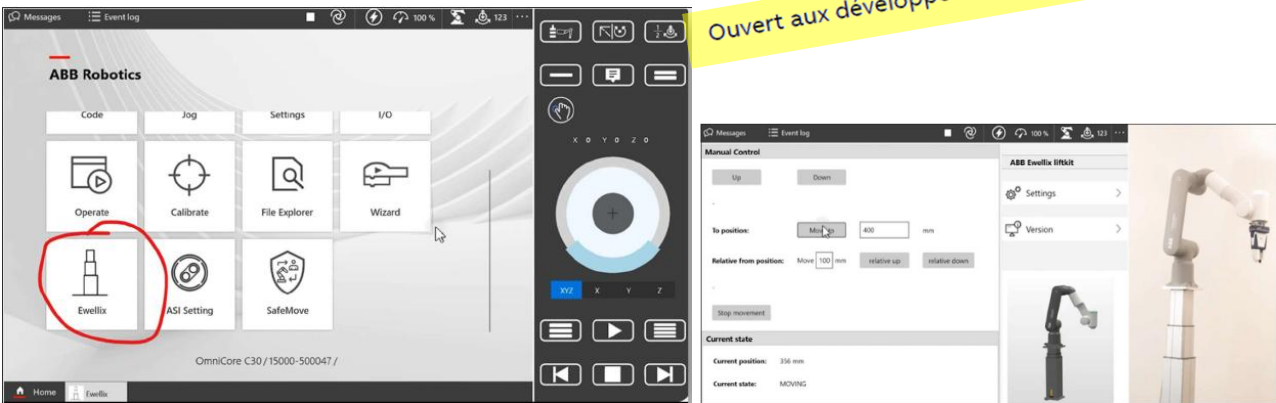 Messages Event log 100 % 123
ABB Robotics
Code Jog Settings I/O
Operate Calibrate File Explorer Wizard
Ewellix ASI Setting SafeMove
OmniCore C30 / 15000-500047 /
Home Ewellix
X 0 Y 0 Z 0
XYZ X Y Z
Ouvert aux
Messages Event log 100 % 123
Manual Control
Up Down
To position: 400 mm
Relative from position: Move 100 mm relative up relative down
Stop movement
Current state
Current position: 356 mm
Current state: MOVING
ABB Ewellix liftkit
Settings
Version